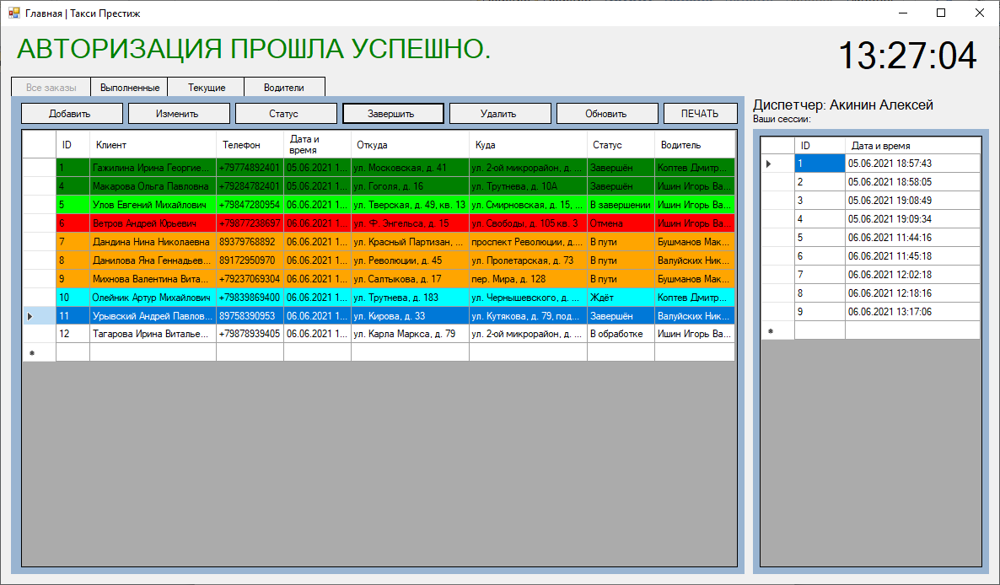 Главная | Такси Престиж
АВТОРИЗАЦИЯ ПРОШЛА УСПЕШНО.
13:27:04
Все заказы Выполненные Текущие Водители
Добавить Изменить Статус Завершить Удалить Обновить ПЕЧАТЬ
ID Клиент Телефон Дата и время Откуда Куда Статус Водитель
1 Гажилина Ирина Георгие... +79774892401 05.06.2021 1... ул. Московская, д. 41 ул. 2-ой микрорайон, д. ... Завершён Коптев Дмитр...
4 Макарова Ольга Павловна +79284782401 06.06.2021 1... ул. Гоголя, д. 16 ул. Трутнева, д. 10А Завершён Ишин Игорь Ва...
5 Улов Евгений Михайлович +79847280954 06.06.2021 1... ул. Тверская, д. 49, кв. 13 ул. Смирновская, д. 15, ... В завершении Ишин Игорь Ва...
6 Ветров Андрей Юрьевич +79877238697 06.06.2021 1... ул. Ф. Энгельса, д. 15 ул. Свободы, д. 105 кв. 3 Отмена Ишин Игорь Ва...
7 Дандина Нина Николаевна 89379768892 06.06.2021 1... ул. Красный Партизан, ... проспект Революции, д.... В пути Бушманов Мак...
8 Данилова Яна Геннадьев... 89172950970 06.06.2021 1... ул. Революции, д. 45 ул. Пролетарская, д. 73 В пути Валуйских Ник...
9 Михнова Валентина Вита... +79237069304 06.06.2021 1... ул. Салтыкова, д. 17 пер. Мира, д. 128 В пути Бушманов Мак...
10 Олейник Артур Михайлович +79839869400 06.06.2021 1... ул. Трутнева, д. 183 ул. Чернышевского, д. ... Ждёт Коптев Дмитр...
11 Урывский Андрей Павлов... 89758390953 06.06.2021 1... ул. Кирова, д. 33 ул. Кутякова, д. 79, под... Завершён Валуйских Ник...
12 Тагарова Ирина Виталье... +79878939405 06.06.2021 1... ул. Карла Маркса, д. 79 ул. 2-ой микрорайон, д. ... В обработке Ишин Игорь Ва...
Диспетчер: Акинин Алексей
Ваши сессии:
ID Дата и время
1 05.06.2021 18:57:43
2 05.06.2021 18:58:05
3 05.06.2021 19:08:49
4 05.06.2021 19:09:34
5 06.06.2021 11:44:16
6 06.06.2021 11:45:18
7 06.06.2021 12:02:18
8 06.06.2021 12:18:16
9 06.06.2021 13:17:06